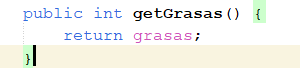 public int getGrasas() {
    return grasas;
}